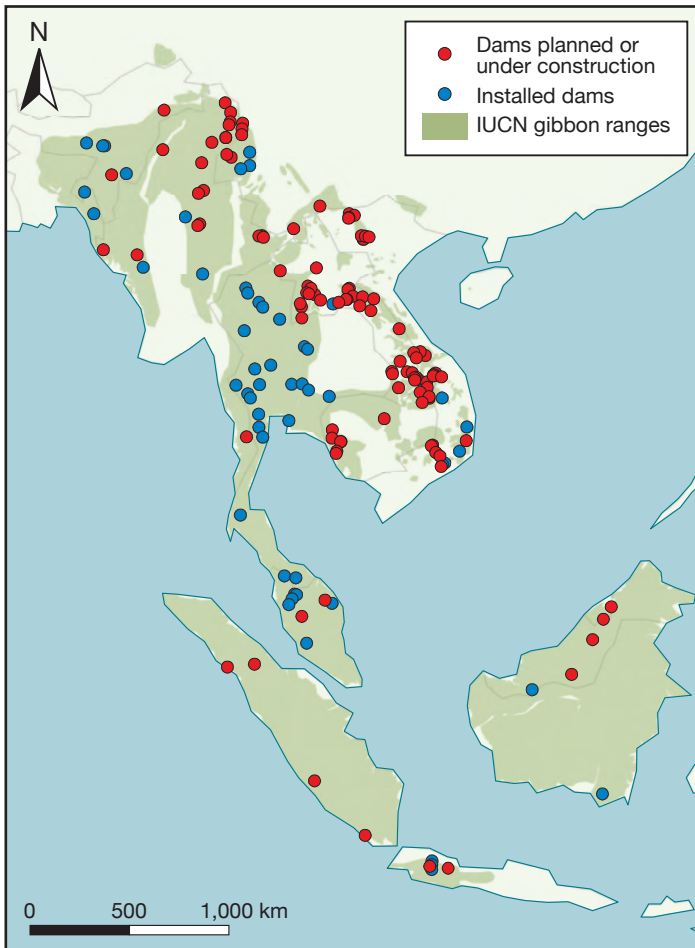 N
Dams planned or
under construction
Installed dams
IUCN gibbon ranges
0 500 1,000 km